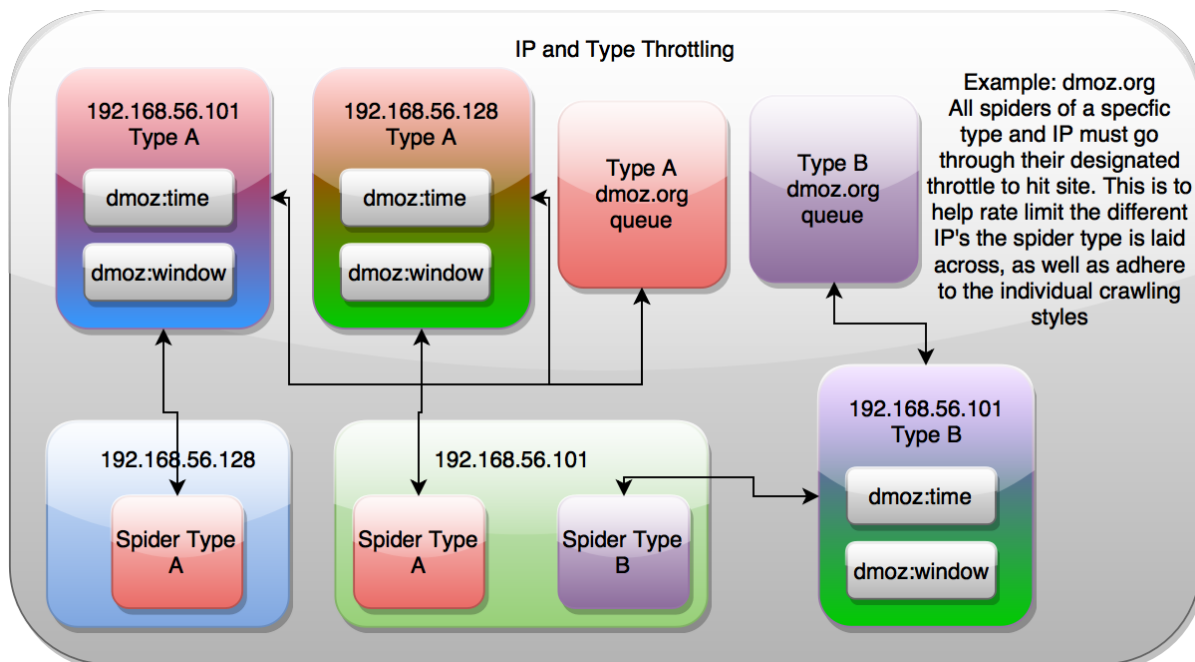 IP and Type Throttling
192.168.56.101
Type A
dmoz:time
dmoz:window
192.168.56.128
Type A
dmoz:time
dmoz:window
Type A
dmoz.org
queue
Type B
dmoz.org
queue
Example: dmoz.org
All spiders of a specfic
type and IP must go
through their designated
throttle to hit site. This is to
help rate limit the different
IP's the spider type is laid
across, as well as adhere
to the individual crawling
styles
192.168.56.128
Spider Type
A
192.168.56.101
Spider Type
A
Spider Type
B
192.168.56.101
Type B
dmoz:time
dmoz:window